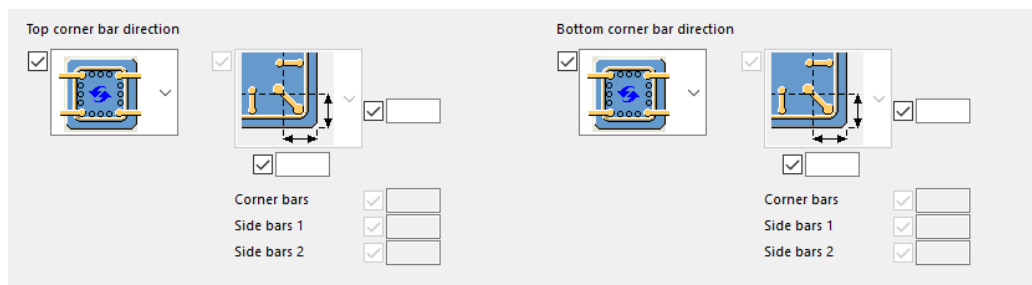 Top corner bar direction
Bottom corner bar direction
Corner bars
Side bars 1
Side bars 2
Corner bars
Side bars 1
Side bars 2